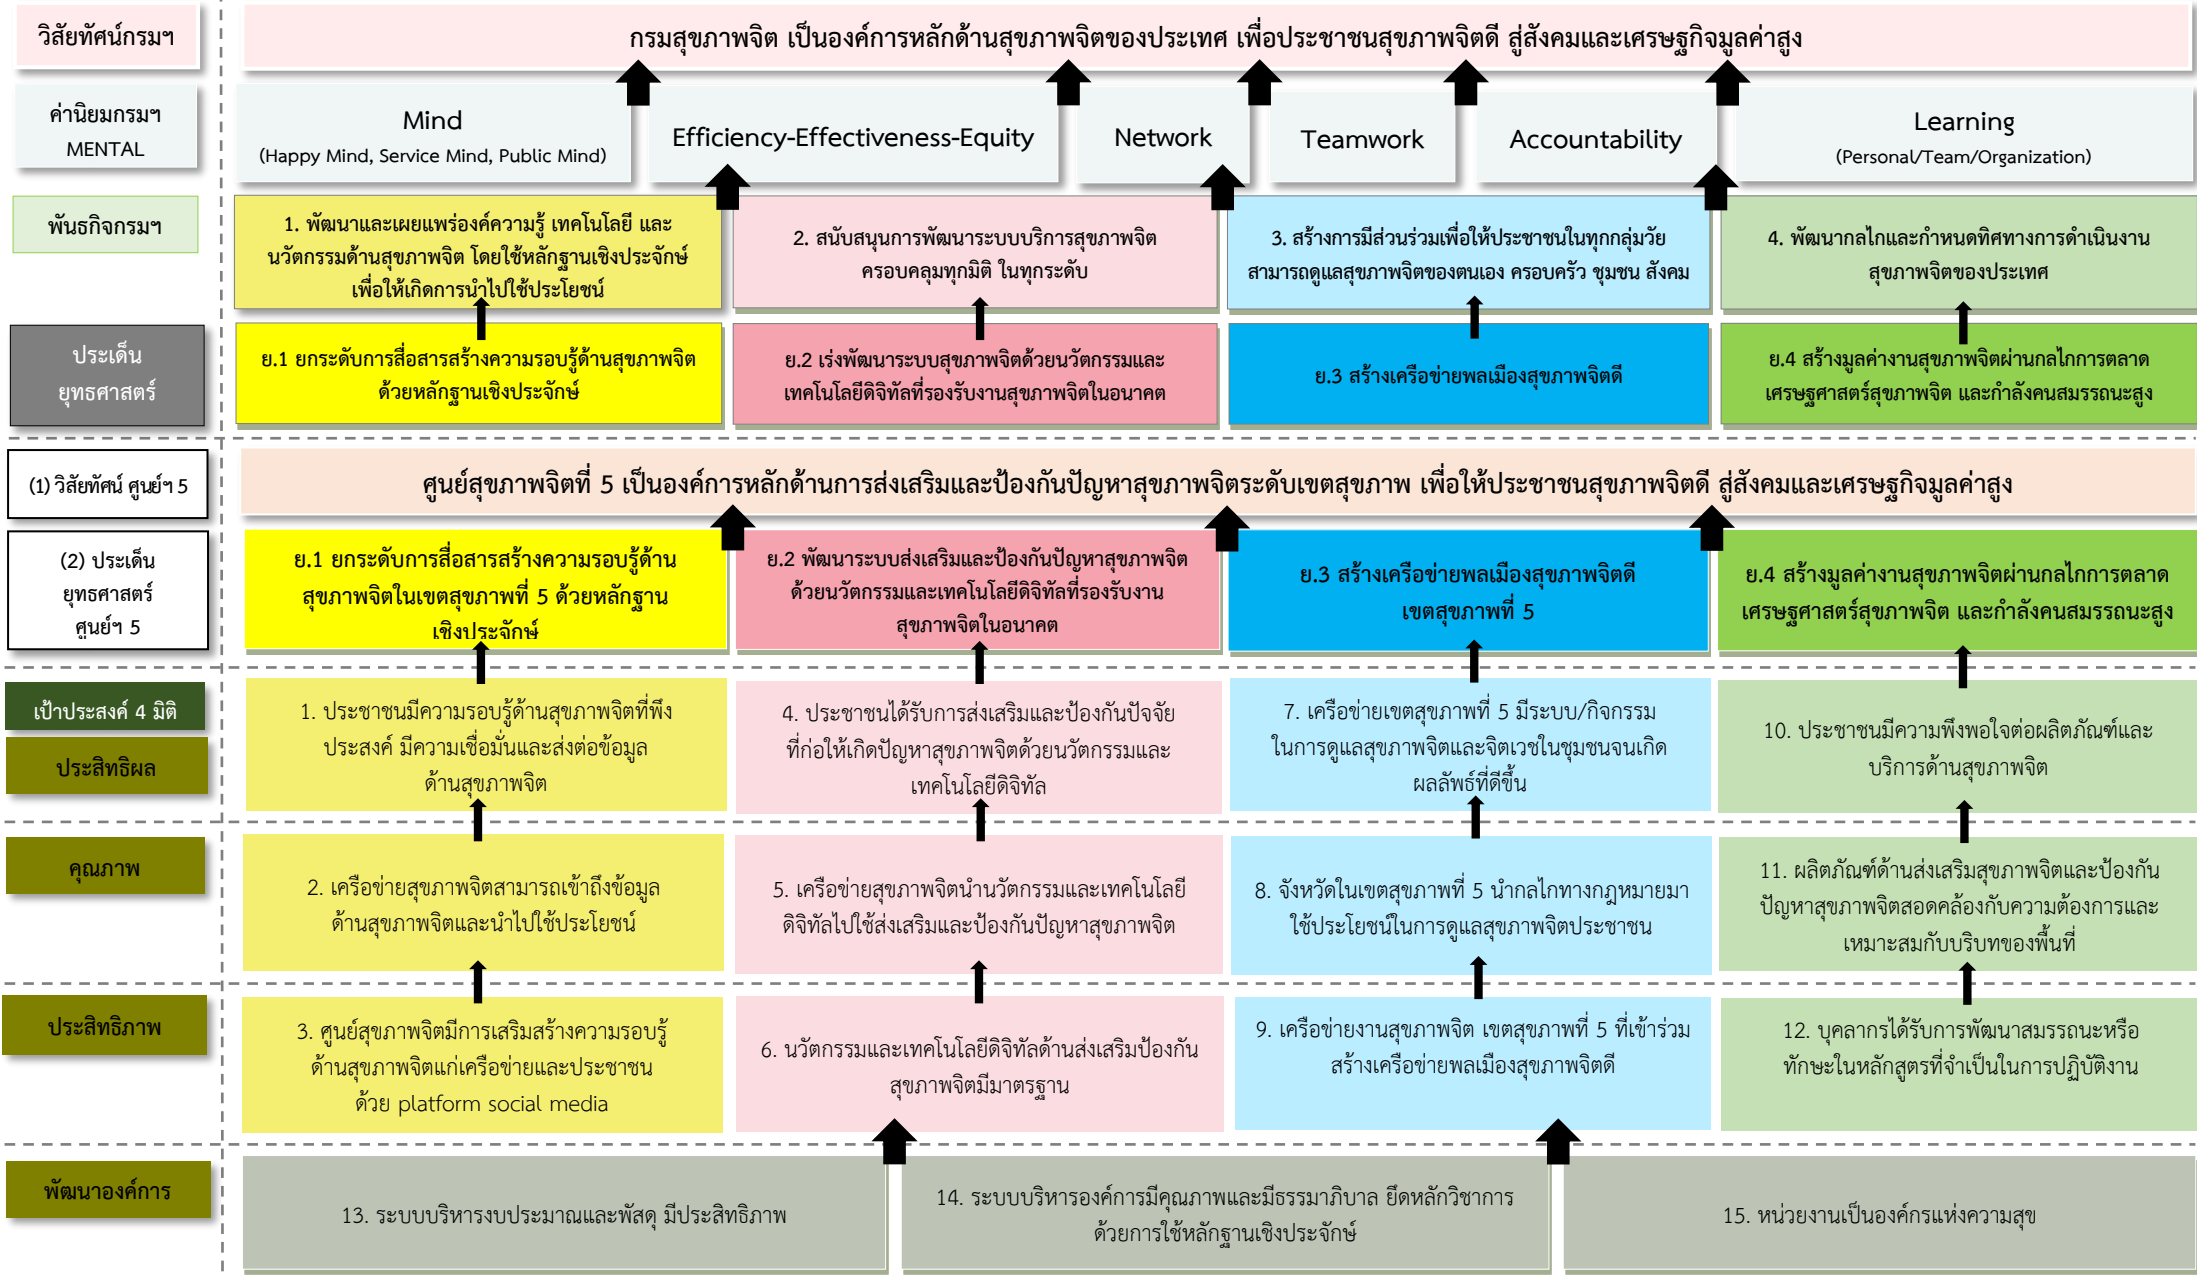 วิสัยทัศน์กรมฯ
กรมสุขภาพจิต เป็นองค์การหลักด้านสุขภาพจิตของประเทศ เพื่อประชาชนสุขภาพจิตดี สู่สังคมและเศรษฐกิจมูลค่าสูง
ค่านิยมกรมฯ
MENTAL
Mind
(Happy Mind, Service Mind, Public Mind)
Efficiency-Effectiveness-Equity
Network
Teamwork
Accountability
Learning
(Personal/Team/Organization)
พันธกิจกรมฯ
1. พัฒนาและเผยแพร่องค์ความรู้ เทคโนโลยี และ
นวัตกรรมด้านสุขภาพจิต โดยใช้หลักฐานเชิงประจักษ์
เพื่อให้เกิดการนำไปใช้ประโยชน์
2. สนับสนุนการพัฒนาระบบบริการสุขภาพจิต
ครอบคลุมทุกมิติ ในทุกระดับ
3. สร้างการมีส่วนร่วมเพื่อให้ประชาชนในทุกกลุ่มวัย
สามารถดูแลสุขภาพจิตของตนเอง ครอบครัว ชุมชน สังคม
4. พัฒนากลไกและกำหนดทิศทางการดำเนินงาน
สุขภาพจิตของประเทศ
ประเด็น
ยุทธศาสตร์
ย.1 ยกระดับการสื่อสารสร้างความรอบรู้ด้านสุขภาพจิต
ด้วยหลักฐานเชิงประจักษ์
ย.2 เร่งพัฒนาระบบสุขภาพจิตด้วยนวัตกรรมและ
เทคโนโลยีดิจิทัลที่รองรับงานสุขภาพจิตในอนาคต
ย.3 สร้างเครือข่ายพลเมืองสุขภาพจิตดี
ย.4 สร้างมูลค่างานสุขภาพจิตผ่านกลไกการตลาด
เศรษฐศาสตร์สุขภาพจิต และกำลังคนสมรรถนะสูง
(1) วิสัยทัศน์ ศูนย์ฯ 5
ศูนย์สุขภาพจิตที่ 5 เป็นองค์การหลักด้านการส่งเสริมและป้องกันปัญหาสุขภาพจิตระดับเขตสุขภาพ เพื่อให้ประชาชนสุขภาพจิตดี สู่สังคมและเศรษฐกิจมูลค่าสูง
(2) ประเด็น
ยุทธศาสตร์
ศูนย์ฯ 5
ย.1 ยกระดับการสื่อสารสร้างความรอบรู้ด้าน
สุขภาพจิตในเขตสุขภาพที่ 5 ด้วยหลักฐาน
เชิงประจักษ์
ย.2 พัฒนาระบบส่งเสริมและป้องกันปัญหาสุขภาพจิต
ด้วยนวัตกรรมและเทคโนโลยีดิจิทัลที่รองรับงาน
สุขภาพจิตในอนาคต
ย.3 สร้างเครือข่ายพลเมืองสุขภาพจิตดี
เขตสุขภาพที่ 5
ย.4 สร้างมูลค่างานสุขภาพจิตผ่านกลไกการตลาด
เศรษฐศาสตร์สุขภาพจิต และกำลังคนสมรรถนะสูง
เป้าประสงค์ 4 มิติ
ประสิทธิผล
1. ประชาชนมีความรอบรู้ด้านสุขภาพจิตที่พึง
ประสงค์ มีความเชื่อมั่นและส่งต่อข้อมูล
ด้านสุขภาพจิต
4. ประชาชนได้รับการส่งเสริมและป้องกันปัจจัย
ที่ก่อให้เกิดปัญหาสุขภาพจิตด้วยนวัตกรรมและ
เทคโนโลยีดิจิทัล
7. เครือข่ายเขตสุขภาพที่ 5 มีระบบ/กิจกรรม
ในการดูแลสุขภาพจิตและจิตเวชในชุมชนจนเกิด
ผลลัพธ์ที่ดีขึ้น
10. ประชาชนมีความพึงพอใจต่อผลิตภัณฑ์และ
บริการด้านสุขภาพจิต
คุณภาพ
2. เครือข่ายสุขภาพจิตสามารถเข้าถึงข้อมูล
ด้านสุขภาพจิตและนำไปใช้ประโยชน์
5. เครือข่ายสุขภาพจิตนำนวัตกรรมและเทคโนโลยี
ดิจิทัลไปใช้ส่งเสริมและป้องกันปัญหาสุขภาพจิต
8. จังหวัดในเขตสุขภาพที่ 5 นำกลไกทางกฎหมายมา
ใช้ประโยชน์ในการดูแลสุขภาพจิตประชาชน
11. ผลิตภัณฑ์ด้านส่งเสริมสุขภาพจิตและป้องกัน
ปัญหาสุขภาพจิตสอดคล้องกับความต้องการและ
เหมาะสมกับบริบทของพื้นที่
ประสิทธิภาพ
3. ศูนย์สุขภาพจิตมีการเสริมสร้างความรอบรู้
ด้านสุขภาพจิตแก่เครือข่ายและประชาชน
ด้วย platform social media
6. นวัตกรรมและเทคโนโลยีดิจิทัลด้านส่งเสริมป้องกัน
สุขภาพจิตมีมาตรฐาน
9. เครือข่ายงานสุขภาพจิต เขตสุขภาพที่ 5 ที่เข้าร่วม
สร้างเครือข่ายพลเมืองสุขภาพจิตดี
12. บุคลากรได้รับการพัฒนาสมรรถนะหรือ
ทักษะในหลักสูตรที่จำเป็นในการปฏิบัติงาน
พัฒนาองค์การ
13. ระบบบริหารงบประมาณและพัสดุ มีประสิทธิภาพ
14. ระบบบริหารองค์การมีคุณภาพและมีธรรมาภิบาล ยึดหลักวิชาการ
ด้วยการใช้หลักฐานเชิงประจักษ์
15. หน่วยงานเป็นองค์กรแห่งความสุข